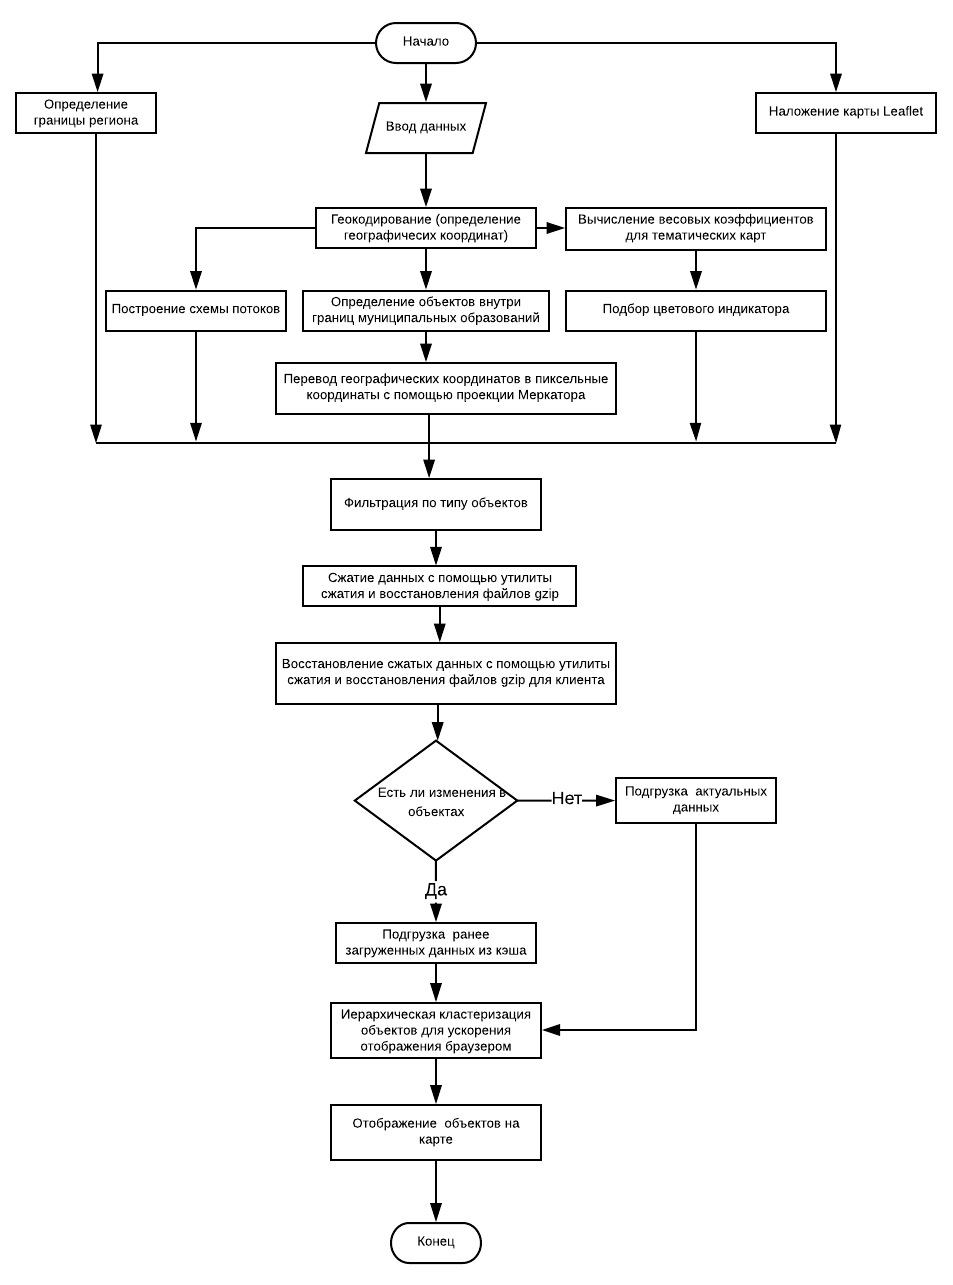 Начало
Определение
границы региона
Ввод данных
Наложение карты Leaflet
Геокодирование (определение
географичесих координат)
Вычисление весовых коэффициентов
для тематических карт
Построение схемы потоков
Определение объектов внутри
границ муниципальных образований
Подбор цветового индикатора
Перевод географических координатов в пиксельные
координаты с помощью проекции Меркатора
Фильтрация по типу объектов
Сжатие данных с помощью утилиты
сжатия и восстановления файлов gzip
Восстановление сжатых данных с помощью утилиты
сжатия и восстановления файлов gzip для клиента
Есть ли изменения в
объектах
Нет
Подгрузка актуальных
данных
Да
Подгрузка ранее
загруженных данных из кэша
Иерархическая кластеризация
объектов для ускорения
отображения браузером
Отображение объектов на
карте
Конец